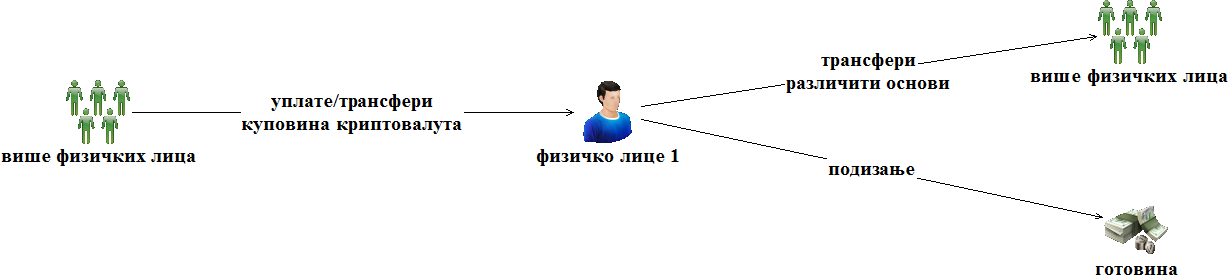 више физичких лица
уплате/трансфери
куповина криптовалута
физичко лице 1
трансфери
различити основи
више физичких лица
подизање
готовина